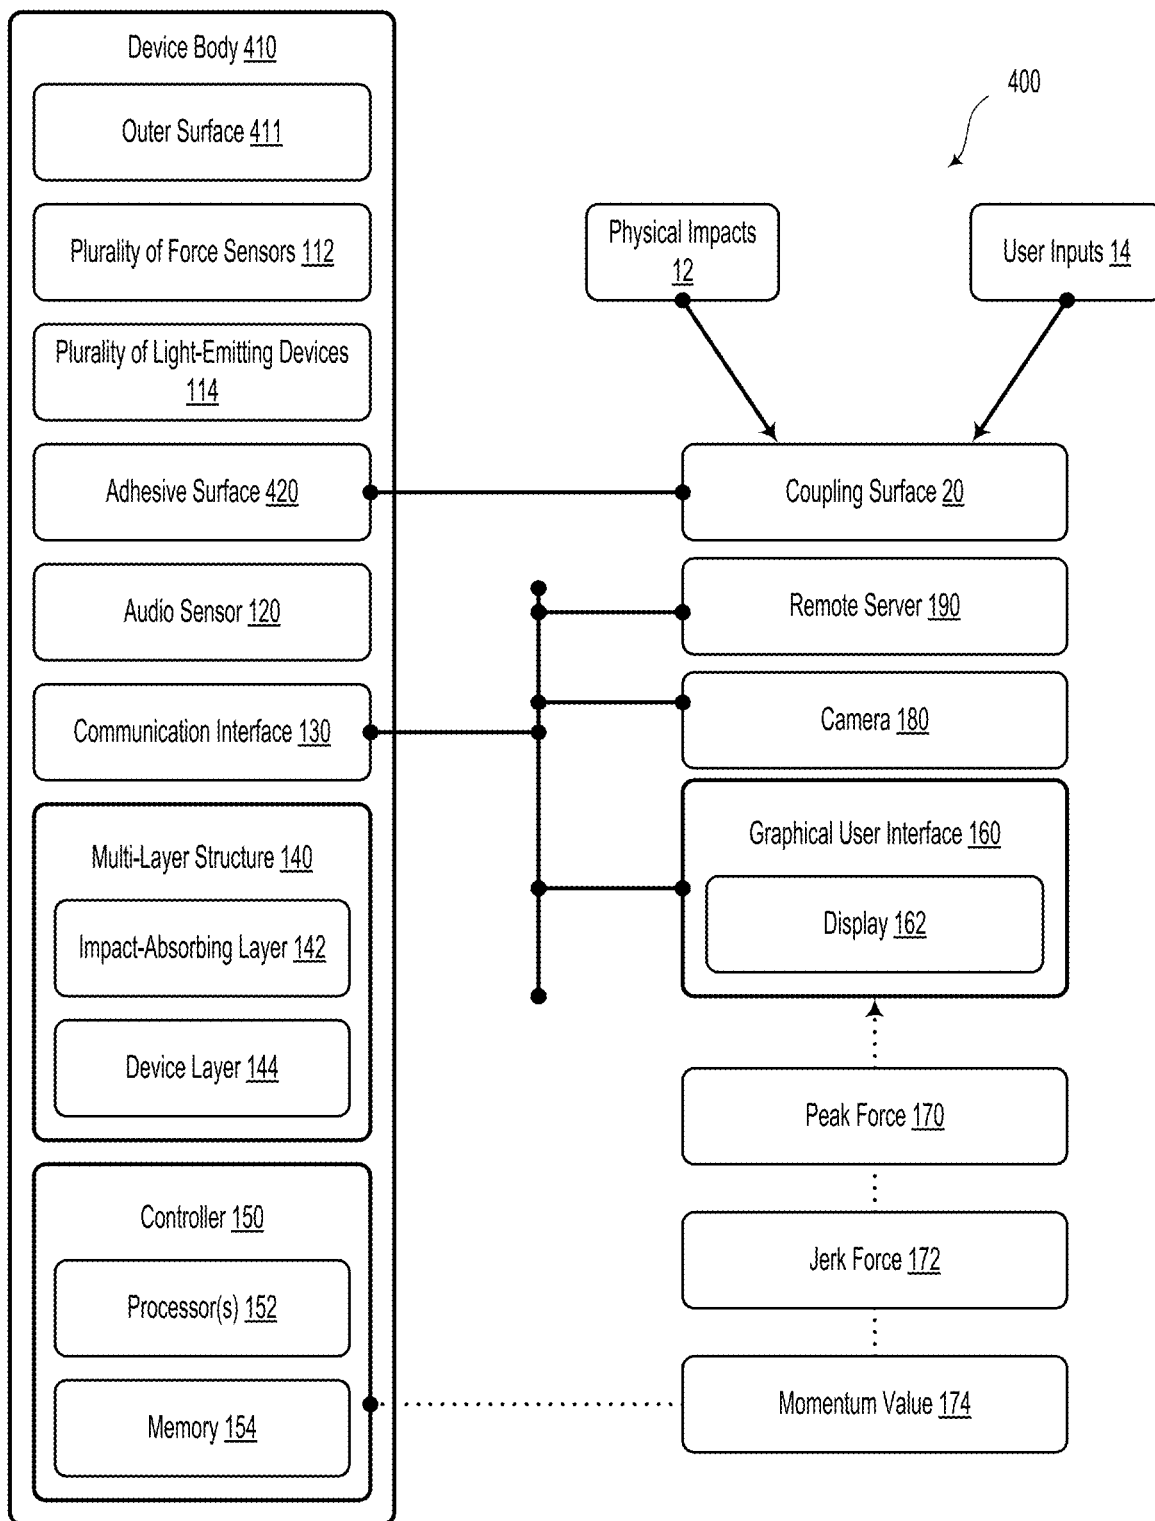 Device Body 410
Outer Surface 411
Plurality of Force Sensors 112
Plurality of Light-Emitting Devices
114
Adhesive Surface 420
Audio Sensor 120
Communication Interface 130
Multi-Layer Structure 140
Impact-Absorbing Layer 142
Device Layer 144
Controller 150
Processor(s) 152
Memory 154
400
Physical Impacts
12
User Inputs 14
Coupling Surface 20
Remote Server 190
Camera 180
Graphical User Interface 160
Display 162
Peak Force 170
Jerk Force 172
Momentum Value 174